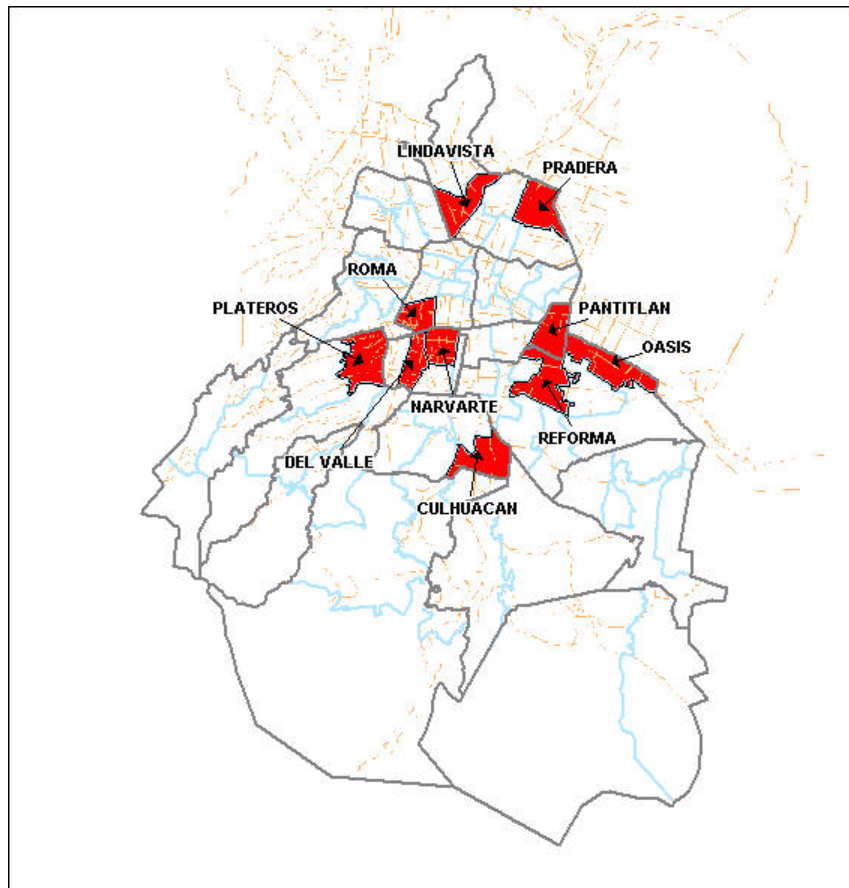 LINDAVISTA
PRADERA
ROMA
PLATEROS
PANTITLAN
OASIS
NARVARTE
REFORMA
DEL VALLE
CULHUACAN